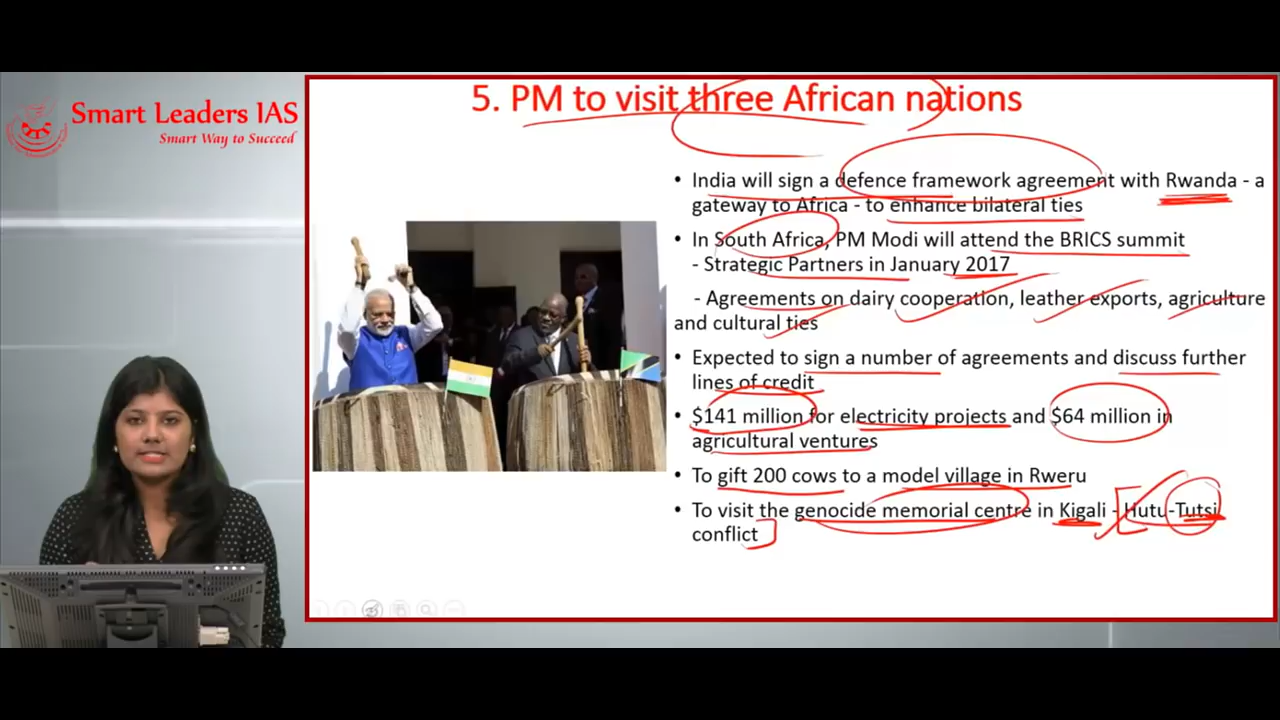 Smart Leaders IAS
Smart Way to Succeed
5. PM to visit three African nations
• India will sign a defence framework agreement with Rwanda - a
gateway to Africa - to enhance bilateral ties
• In South Africa, PM Modi will attend the BRICS summit
- Strategic Partners in January 2017
- Agreements on dairy cooperation, leather exports, agriculture
and cultural ties
• Expected to sign a number of agreements and discuss further
lines of credit
• $141 million for electricity projects and $64 million in
agricultural ventures
• To gift 200 cows to a model village in Rweru
• To visit the genocide memorial centre in Kigali - Hutu-Tutsi
conflict